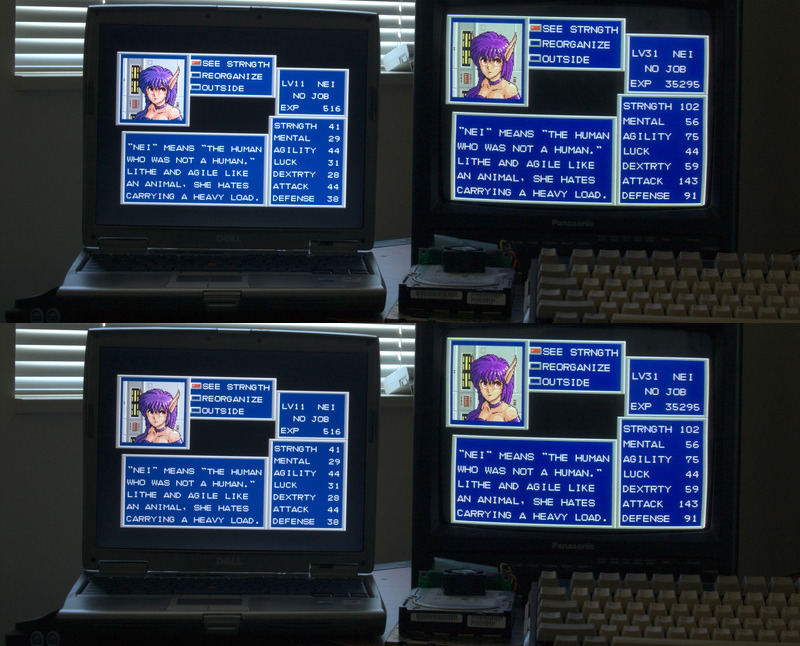 SEE STRNGTH
REORGANIZE
OUTSIDE
LV11 NEI
NO JOB
EXP 516
STRNGTH 41
MENTAL 29
AGILITY 44
LUCK 31
DEXTRTY 28
ATTACK 44
DEFENSE 38
"NEI" MEANS "THE HUMAN
WHO WAS NOT A HUMAN."
LITHE AND AGILE LIKE
AN ANIMAL, SHE HATES
CARRYING A HEAVY LOAD.
DELL
SEE STRNGTH
REORGANIZE
OUTSIDE
LV31 NEI
NO JOB
EXP 35295
STRNGTH 102
MENTAL 56
AGILITY 75
LUCK 44
DEXTRTY 59
ATTACK 143
DEFENSE 91
"NEI" MEANS "THE HUMAN
WHO WAS NOT A HUMAN."
LITHE AND AGILE LIKE
AN ANIMAL, SHE HATES
CARRYING A HEAVY LOAD.
Panasonic
SEE STRNGTH
REORGANIZE
OUTSIDE
LV11 NEI
NO JOB
EXP 516
STRNGTH 41
MENTAL 29
AGILITY 44
LUCK 31
DEXTRTY 28
ATTACK 44
DEFENSE 38
"NEI" MEANS "THE HUMAN
WHO WAS NOT A HUMAN."
LITHE AND AGILE LIKE
AN ANIMAL, SHE HATES
CARRYING A HEAVY LOAD.
DELL
SEE STRNGTH
REORGANIZE
OUTSIDE
LV31 NEI
NO JOB
EXP 35295
STRNGTH 102
MENTAL 56
AGILITY 75
LUCK 44
DEXTRTY 59
ATTACK 143
DEFENSE 91
"NEI" MEANS "THE HUMAN
WHO WAS NOT A HUMAN."
LITHE AND AGILE LIKE
AN ANIMAL, SHE HATES
CARRYING A HEAVY LOAD.
Panasonic